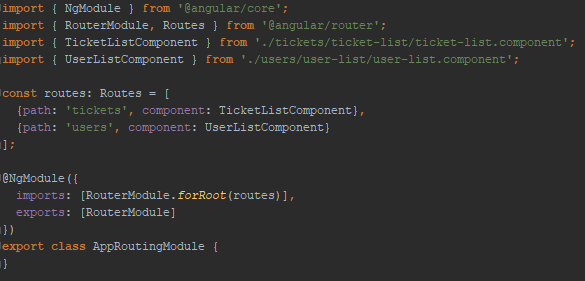 import { NgModule } from '@angular/core';
import { RouterModule, Routes } from '@angular/router';
import { TicketListComponent } from './tickets/ticket-list/ticket-list.component';
import { UserListComponent } from './users/user-list/user-list.component';
const routes: Routes = [
{path: 'tickets', component: TicketListComponent},
{path: 'users', component: UserListComponent}
];
@NgModule({
imports: [RouterModule.forRoot(routes)],
exports: [RouterModule]
})
export class AppRoutingModule {
}